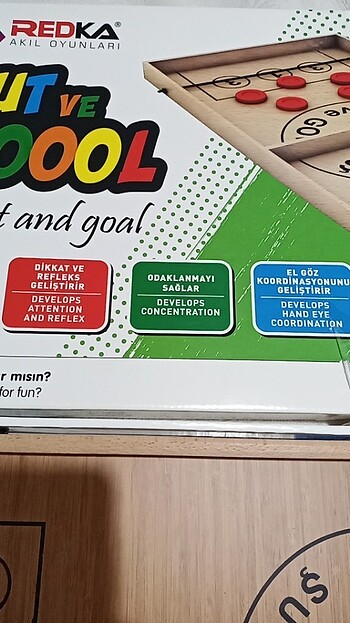 REDKA
AKIL OYUNLARI
UT VE
OOOL
t and goal
DİKKAT VE
REFLEKS
GELİŞTİRİR
DEVELOPS
ATTENTION
AND REFLEX
ODAKLANMAYI
SAĞLAR
DEVELOPS
CONCENTRATION
EL GÖZ
KOORDİNASYONUNU
GELİŞTİRİR
DEVELOPS
HAND EYE
COORDINATION
r mısın?
for fun?